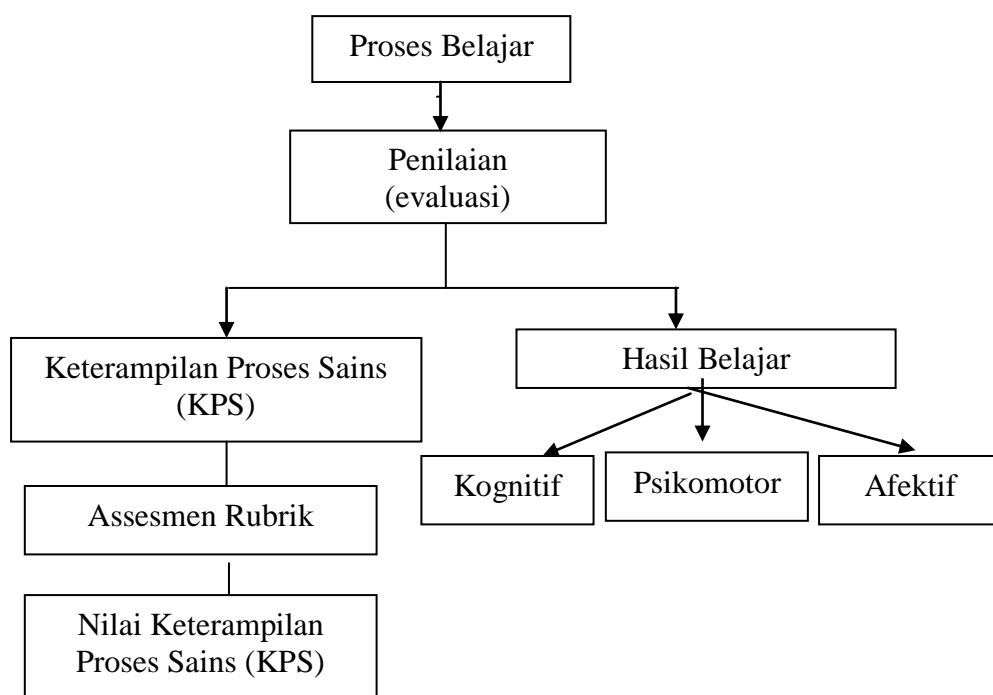 Proses Belajar
Penilaian
(evaluasi)
Keterampilan Proses Sains
(KPS)
Hasil Belajar
Kognitif
Psikomotor
Afektif
Assesmen Rubrik
Nilai Keterampilan
Proses Sains (KPS)